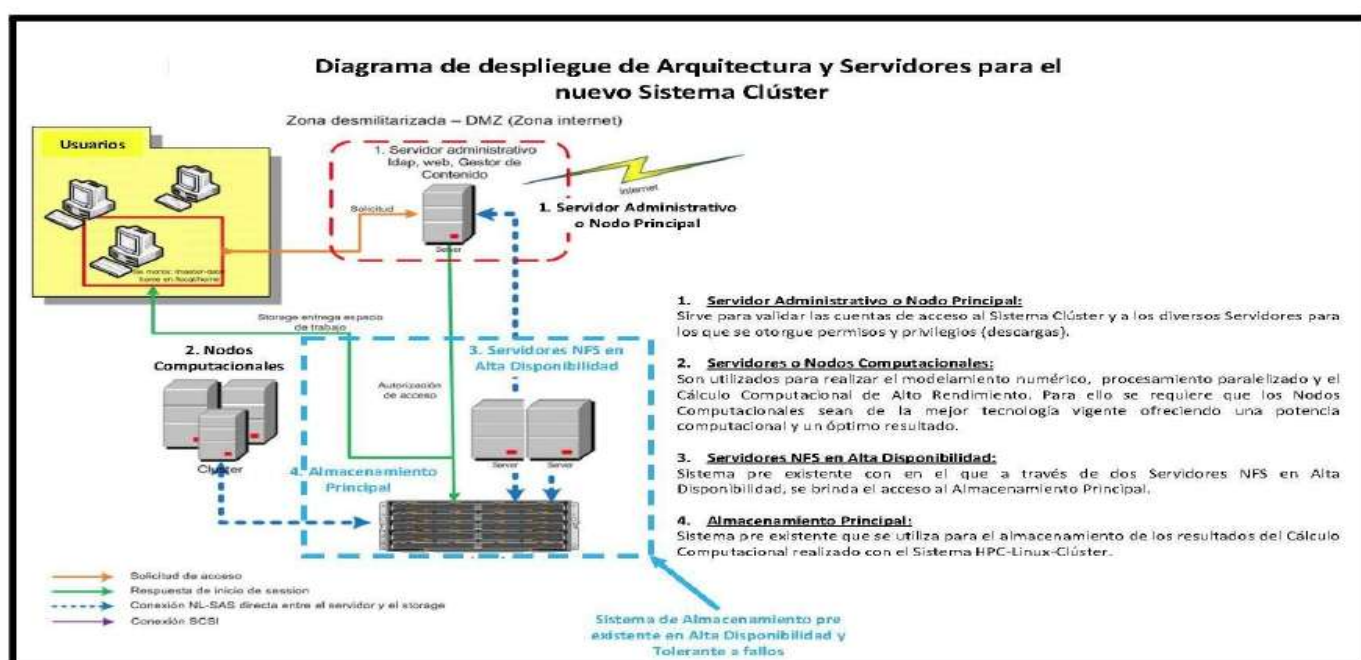 Diagrama de despliegue de Arquitectura y Servidores para el
nuevo Sistema Clúster
Zona desmilitarizada – DMZ (Zona internet)
Usuarios
1. Servidor administrativo
ldap, web, Gestor de
Contenido
Internet
Solicitud
Server
1. Servidor Administrativo
o Nodo Principal
Storage entrega espacio
de trabajo
2. Nodos
Computacionales
Cluster
3. Servidores NFS en
Alta Disponibilidad
Autorización
de acceso
Server
Server
4. Almacenamiento
Principal
1. Servidor Administrativo o Nodo Principal:
Sirve para validar las cuentas de acceso al Sistema Clúster y a los diversos Servidores para
los que se otorgue permisos y privilegios (descargas).
2. Servidores o Nodos Computacionales:
Son utilizados para realizar el modelamiento numérico, procesamiento paralelizado y el
Cálculo Computacional de Alto Rendimiento. Para ello se requiere que los Nodos
Computacionales sean de la mejor tecnología vigente ofreciendo una potencia
computacional y un óptimo resultado.
3. Servidores NFS en Alta Disponibilidad:
Sistema pre existente con en el que a través de dos Servidores NFS en Alta
Disponibilidad, se brinda el acceso al Almacenamiento Principal.
4. Almacenamiento Principal:
Sistema pre existente que se utiliza para el almacenamiento de los resultados del Cálculo
Computacional realizado con el Sistema HPC-Linux-Clúster.
Solicitud de acceso
Respuesta de inicio de session
Conexión NL-SAS directa entre el servidor y el storage
Conexión SCSI
Sistema de Almacenamiento pre
existente en Alta Disponibilidad y
Tolerante a fallos